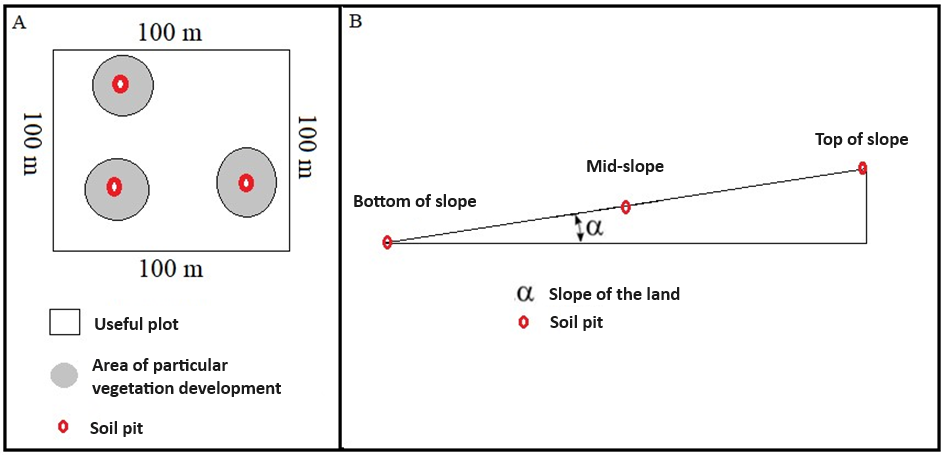 A
100 m
100 m
100 m
100 m
Useful plot
Area of particular
vegetation development
Soil pit
B
Top of slope
Mid-slope
Bottom of slope
α
α Slope of the land
Soil pit